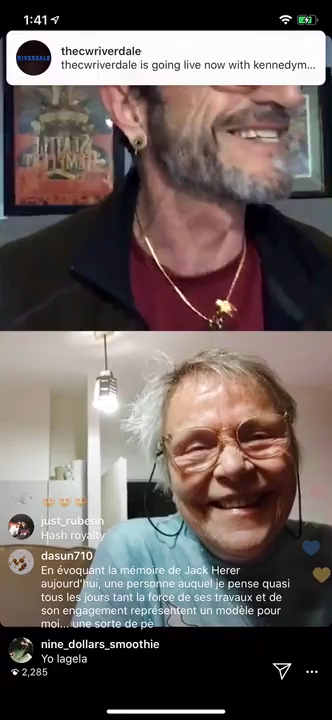 1:41
thecwriverdale
RIVERDALE
thecwriverdale is going live now with kennedym...
just_rubenn
Hash royalty
dasun710
En évoquant la mémoire de Jack Herer
aujourd'hui, une personne auquel je pense quasi
tous les jours tant la force de ses travaux et de
son engagement représentent un modèle pour
moi... une sorte de pè
nine_dollars_smoothie
Yo lagela
2,285